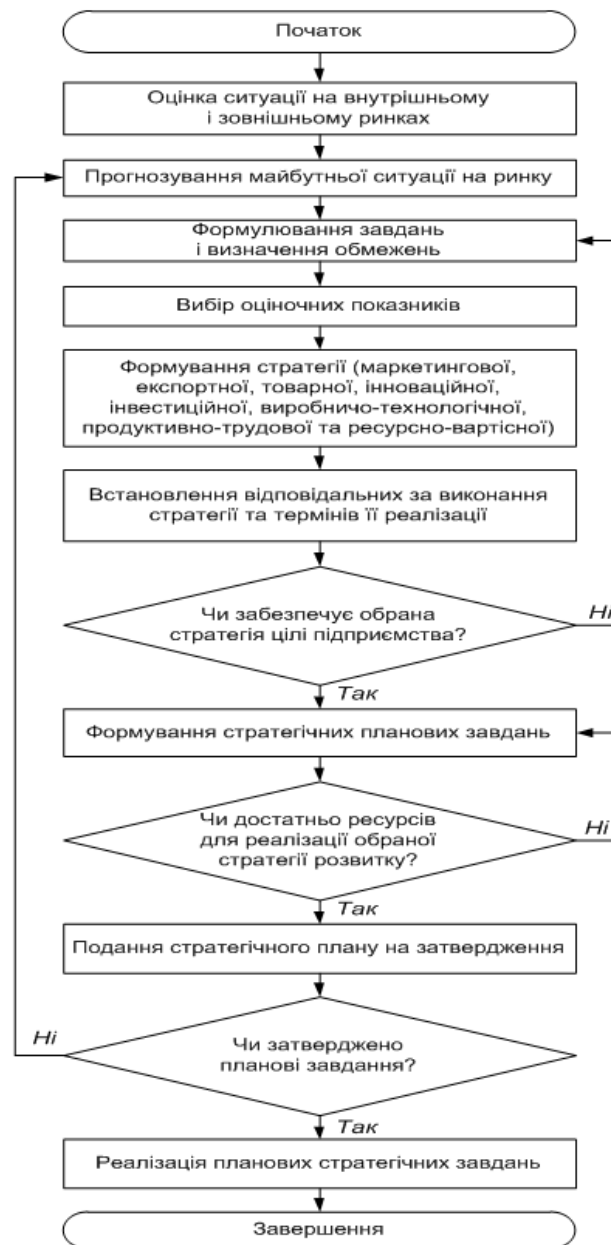 Початок
Оцінка ситуації на внутрішньому
і зовнішньому ринках
Прогнозування майбутньої ситуації на ринку
Формулювання завдань
і визначення обмежень
Вибір оціночних показників
Формування стратегії (маркетингової,
експортної, товарної, інноваційної,
інвестиційної, виробничо-технологічної,
продуктивно-трудової та ресурсно-вартісної)
Встановлення відповідальних за виконання
стратегії та термінів її реалізації
Чи забезпечує обрана
стратегія цілі підприємства?
Ні
Так
Формування стратегічних планових завдань
Чи достатньо ресурсів
для реалізації обраної
стратегії розвитку?
Ні
Так
Подання стратегічного плану на затвердження
Ні
Чи затверджено
планові завдання?
Так
Реалізація планових стратегічних завдань
Завершення